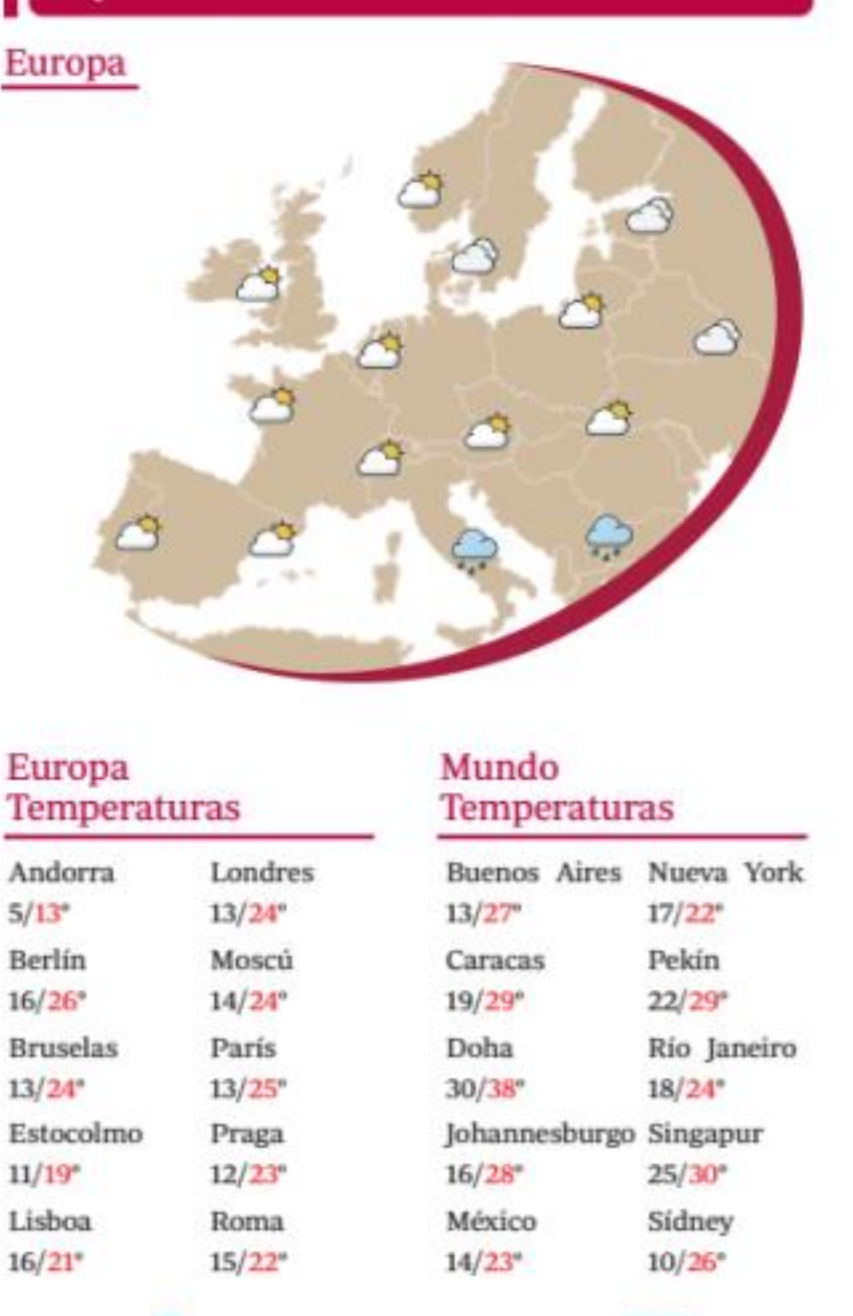 Europa
Europa
Temperaturas
Andorra
5/13°
Berlín
16/26°
Bruselas
13/24°
Estocolmo
11/19°
Lisboa
16/21°
Londres
13/24°
Moscú
14/24°
París
13/25°
Praga
12/23°
Roma
15/22°
Mundo
Temperaturas
Buenos Aires
13/27°
Caracas
19/29°
Doha
30/38°
Johannesburgo
16/28°
México
14/23°
Nueva York
17/22°
Pekín
22/29°
Río Janeiro
18/24°
Singapur
25/30°
Sídney
10/26°